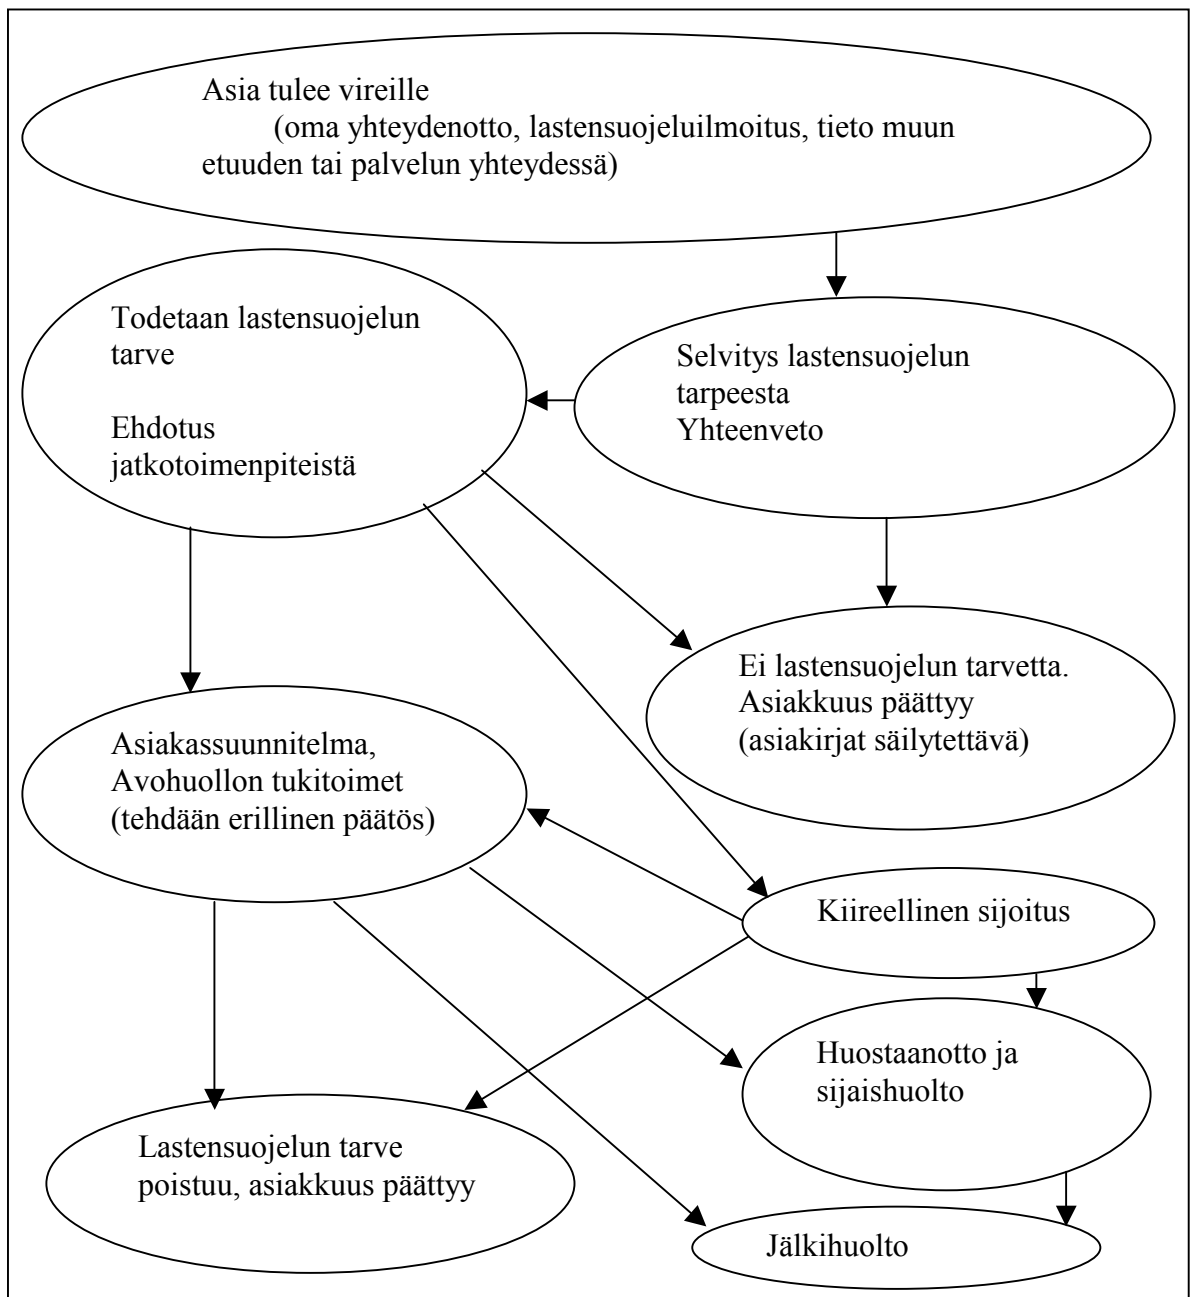 Asia tulee vireille
(oma yhteydenotto, lastensuojeluilmoitus, tieto muun
etuuden tai palvelun yhteydessä)
Todetaan lastensuojelun
tarve
Ehdotus
jatkotoimenpiteistä
Selvitys lastensuojelun
tarpeesta
Yhteenveto
Ei lastensuojelun tarvetta.
Asiakkuus päättyy
(asiakirjat säilytettävä)
Asiakassuunnitelma,
Avohuollon tukitoimet
(tehdään erillinen päätös)
Kiireellinen sijoitus
Huostaanotto ja
sijaishuolto
Lastensuojelun tarve
poistuu, asiakkuus päättyy
Jälkihuolto